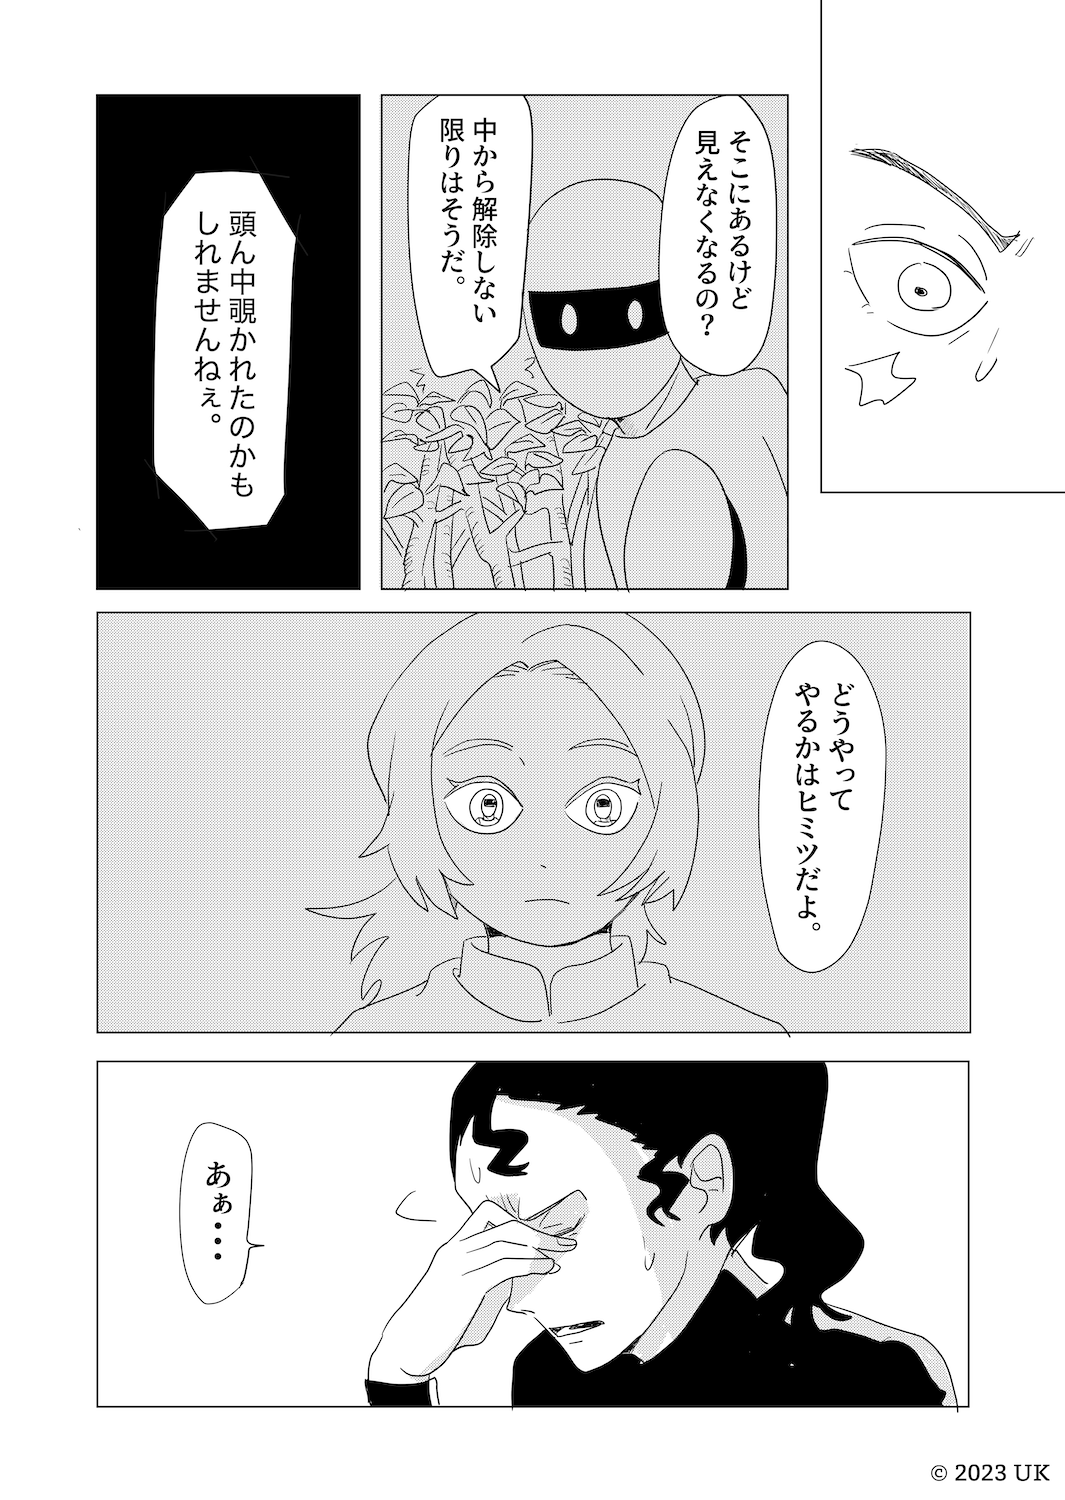 そこにあるけど
見えなくなるの？
中から解除しない
限りはそうだ。
頭ん中覗かれたのかも
しれませんねぇ。
どうやって
やるかはヒミツだよ。
あぁ・・・
© 2023 UK